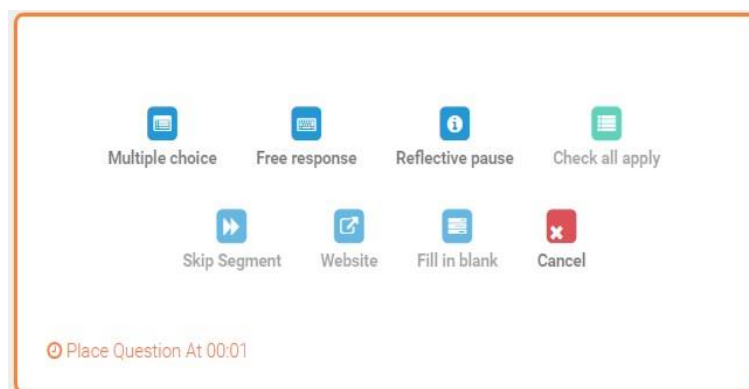 Multiple choice Free response Reflective pause Check all apply
Skip Segment Website Fill in blank Cancel
Place Question At 00:01